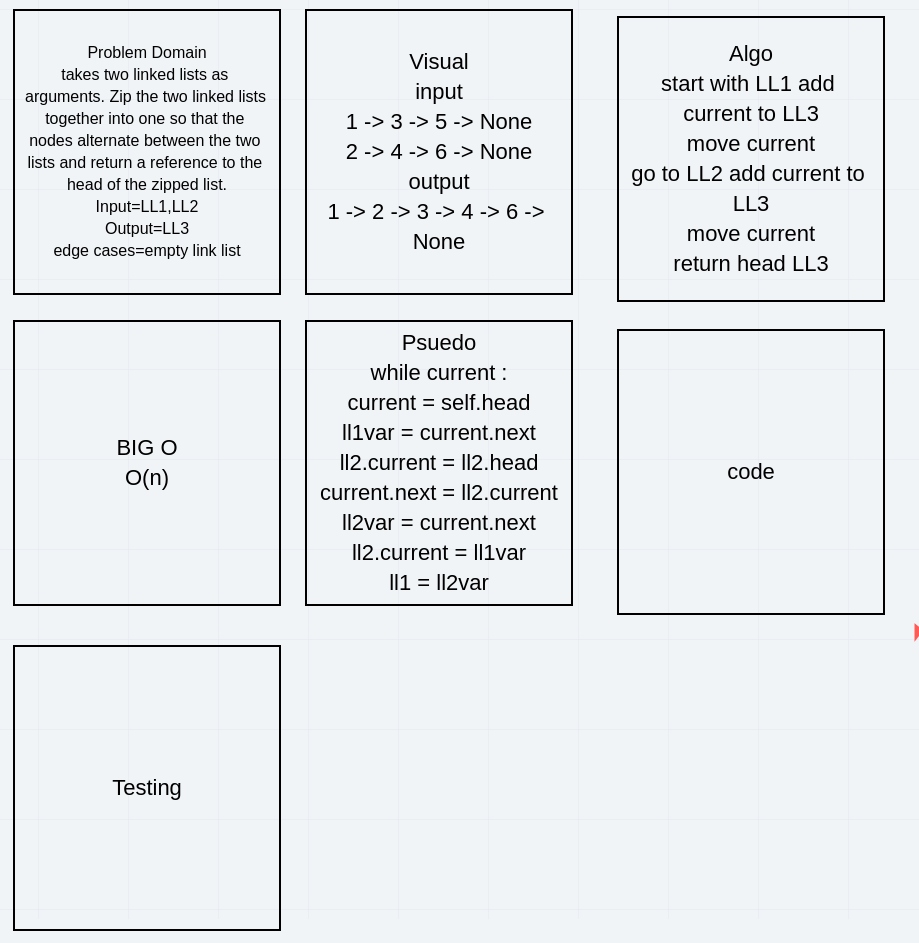 Problem Domain
takes two linked lists as
arguments. Zip the two linked lists
together into one so that the
nodes alternate between the two
lists and return a reference to the
head of the zipped list.
Input=LL1,LL2
Output=LL3
edge cases=empty link list
Visual
input
1 -> 3 -> 5 -> None
2 -> 4 -> 6 -> None
output
1 -> 2 -> 3 -> 4 -> 6 ->
None
Algo
start with LL1 add
current to LL3
move current
go to LL2 add current to
LL3
move current
return head LL3
BIG O
O(n)
Psuedo
while current :
current = self.head
ll1var = current.next
ll2.current = ll2.head
current.next = ll2.current
ll2var = current.next
ll2.current = ll1var
ll1 = ll2var
code
Testing